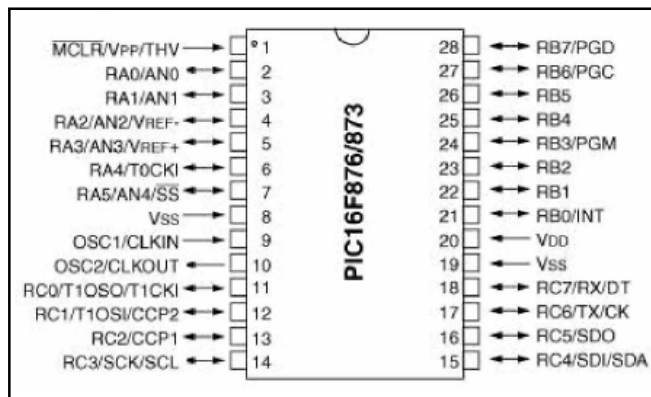 MCLR/VPP/THV 1 28 RB7/PGD
RA0/AN0 2 27 RB6/PGC
RA1/AN1 3 26 RB5
RA2/AN2/VREF- 4 25 RB4
RA3/AN3/VREF+ 5 24 RB3/PGM
RA4/T0CKI 6 23 RB2
RA5/AN4/SS 7 22 RB1
VSS 8 21 RB0/INT
OSC1/CLKIN 9 20 VDD
OSC2/CLKOUT 10 19 VSS
RC0/T1OSO/T1CKI 11 18 RC7/RX/DT
RC1/T1OSI/CCP2 12 17 RC6/TX/CK
RC2/CCP1 13 16 RC5/SDO
RC3/SCK/SCL 14 15 RC4/SDI/SDA
PIC16F876/873